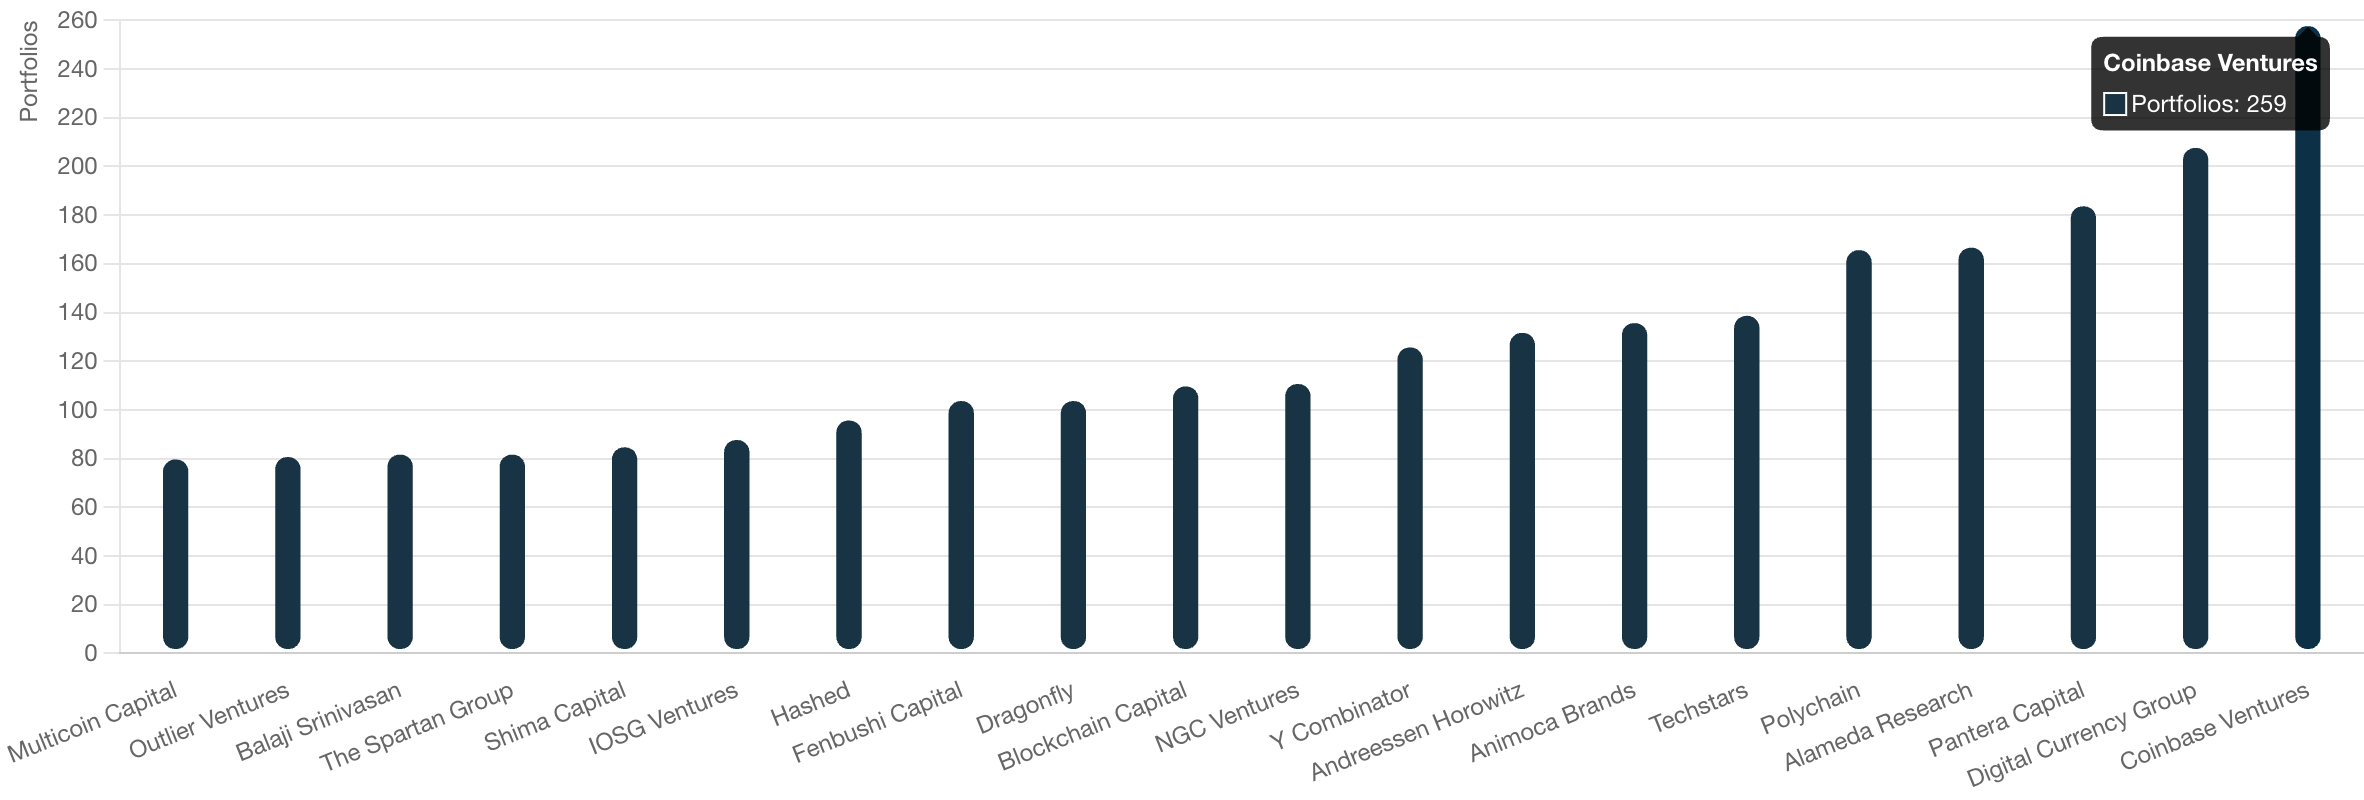 Portfolios
260
240
220
200
180
160
140
120
100
80
60
40
20
0
Coinbase Ventures
Portfolios: 259
Multicoin Capital
Outlier Ventures
Balaji Srinivasan
The Spartan Group
Shima Capital
IOSG Ventures
Hashed
Fenbushi Capital
Dragonfly
Blockchain Capital
NGC Ventures
Y Combinator
Andreessen Horowitz
Animoca Brands
Techstars
Polychain
Alameda Research
Pantera Capital
Digital Currency Group
Coinbase Ventures